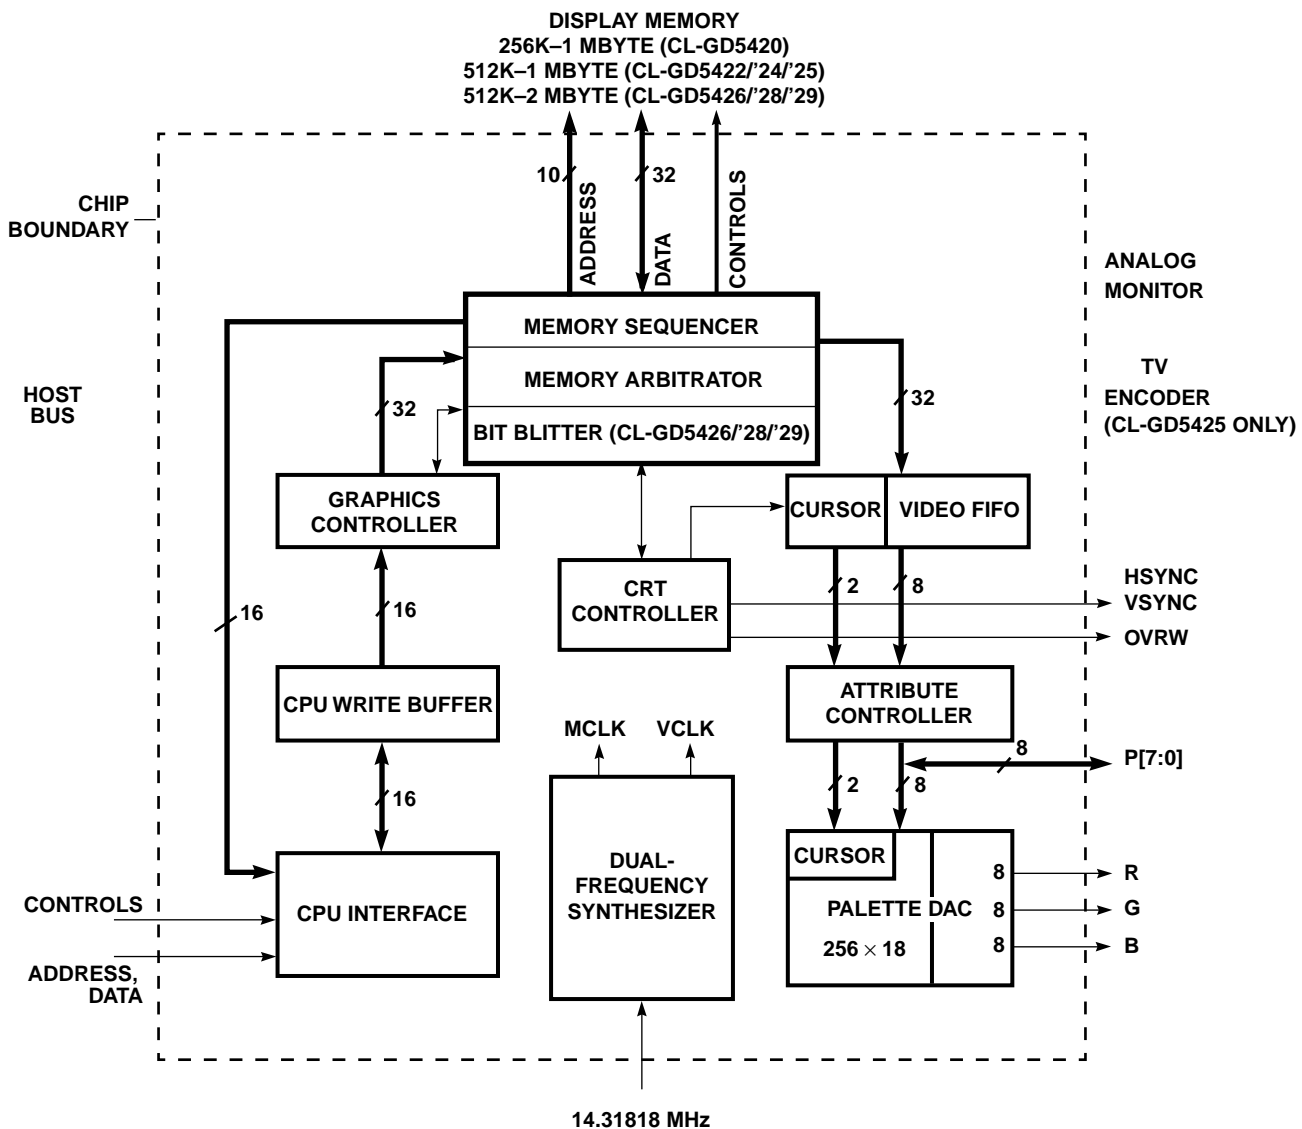 DISPLAY MEMORY
256K–1 MBYTE (CL-GD5420)
512K–1 MBYTE (CL-GD5422/’24/’25)
512K–2 MBYTE (CL-GD5426/’28/’29)
10
ADDRESS
32
DATA
CONTROLS
CHIP
BOUNDARY
ANALOG
MONITOR
MEMORY SEQUENCER
MEMORY ARBITRATOR
BIT BLITTER (CL-GD5426/’28/’29)
HOST
BUS
TV
ENCODER
(CL-GD5425 ONLY)
32
32
GRAPHICS
CONTROLLER
CURSOR
VIDEO FIFO
16
16
CRT
CONTROLLER
2
8
HSYNC
VSYNC
OVRW
CPU WRITE BUFFER
ATTRIBUTE
CONTROLLER
MCLK
VCLK
8
P[7:0]
16
2
8
CPU INTERFACE
DUAL-
FREQUENCY
SYNTHESIZER
CURSOR
PALETTE DAC
256 × 18
8
R
8
G
8
B
CONTROLS
ADDRESS,
DATA
14.31818 MHz